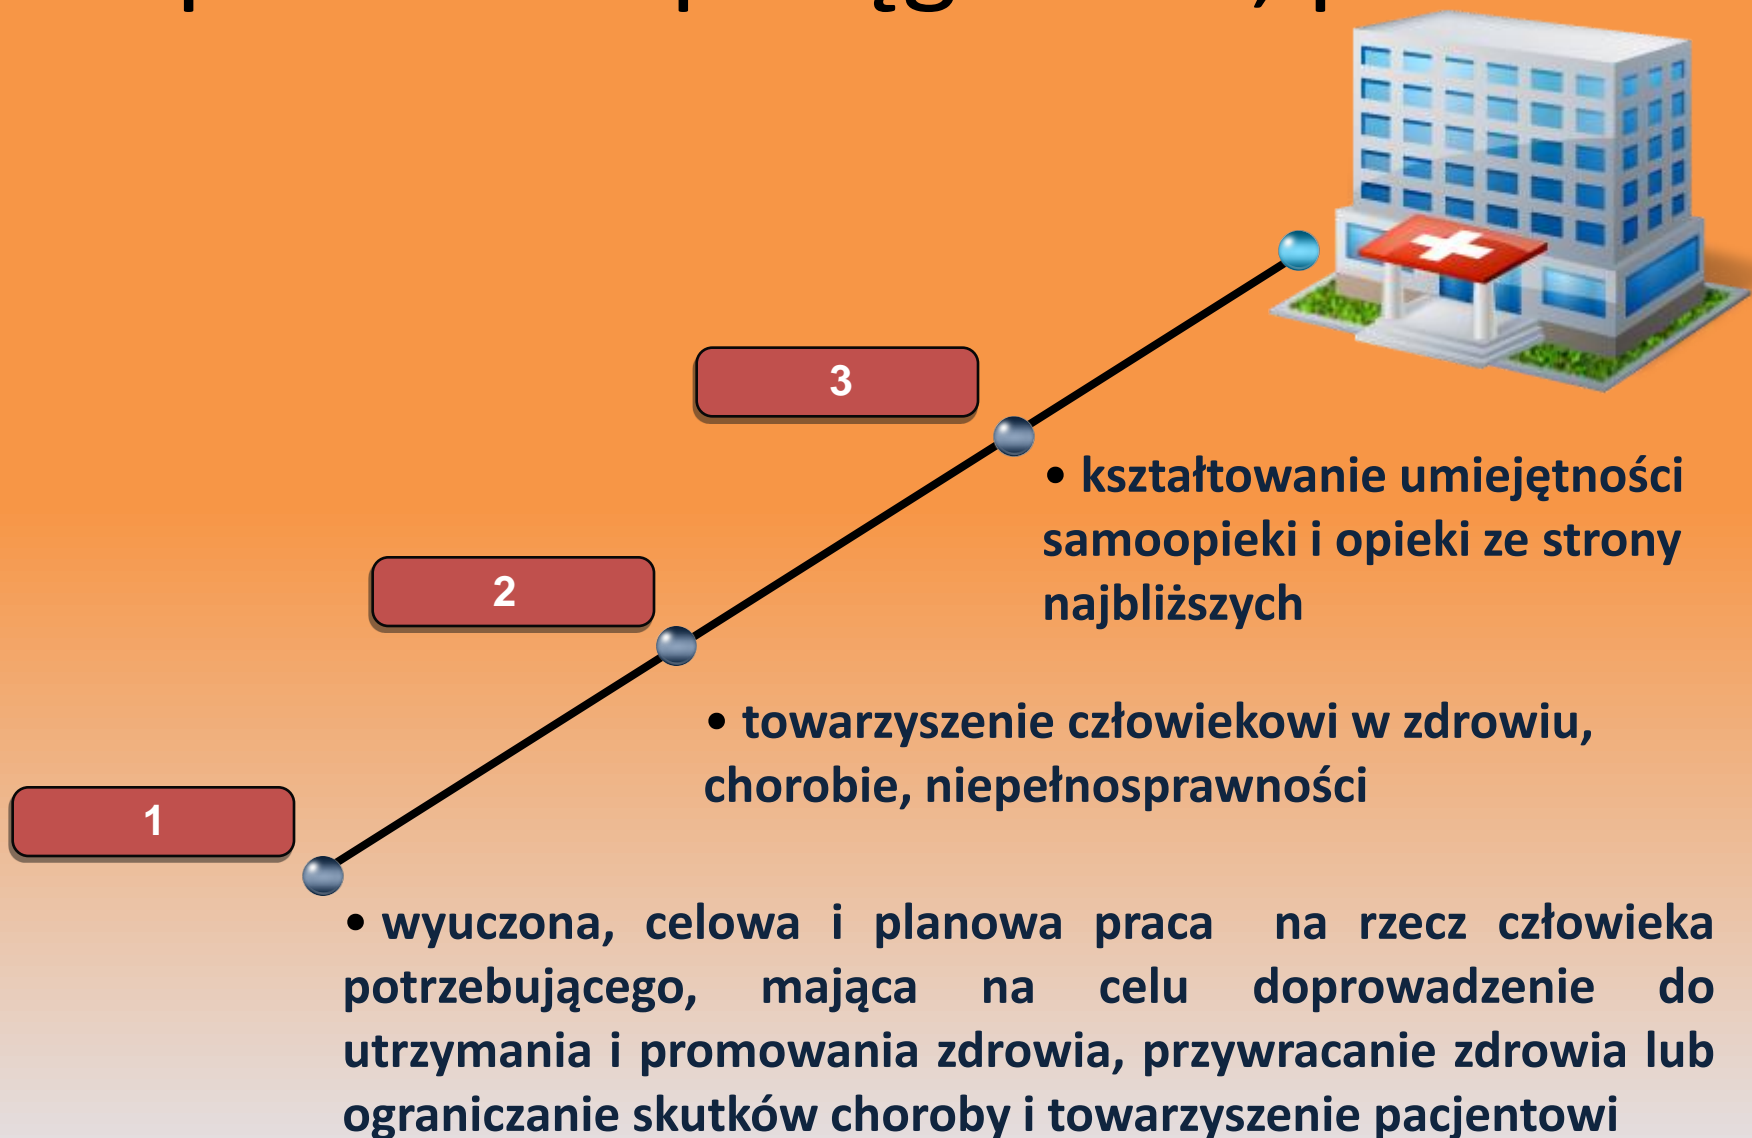 3
• kształtowanie umiejętności
samoopieki i opieki ze strony
najbliższych
2
• towarzyszenie człowiekowi w zdrowiu,
chorobie, niepełnosprawności
1
• wyuczona, celowa i planowa praca na rzecz człowieka
potrzebującego, mająca na celu doprowadzenie do
utrzymania i promowania zdrowia, przywracanie zdrowia lub
ograniczanie skutków choroby i towarzyszenie pacjentowi